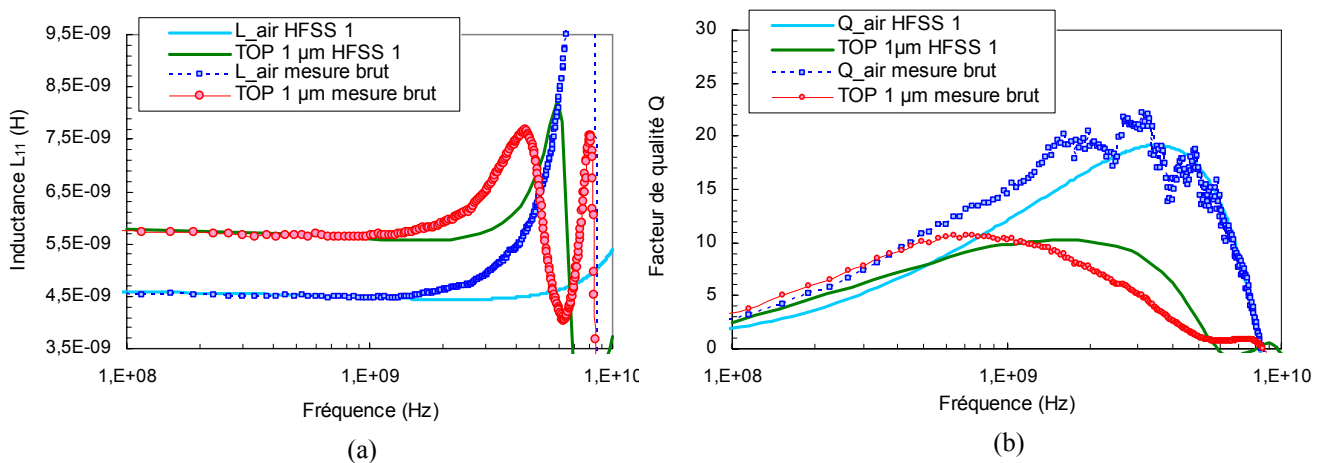 L_air HFSS 1
TOP 1 µm HFSS 1
L_air mesure brut
TOP 1 µm mesure brut
9,5E-09
8,5E-09
7,5E-09
6,5E-09
5,5E-09
4,5E-09
3,5E-09
Inductance L₁₁ (H)
1,E+08
1,E+09
1,E+10
Fréquence (Hz)
(a)
Q_air HFSS 1
TOP 1µm HFSS 1
Q_air mesure brut
TOP 1 µm mesure brut
30
25
20
15
10
5
0
Facteur de qualité Q
1,E+08
1,E+09
1,E+10
Fréquence (Hz)
(b)